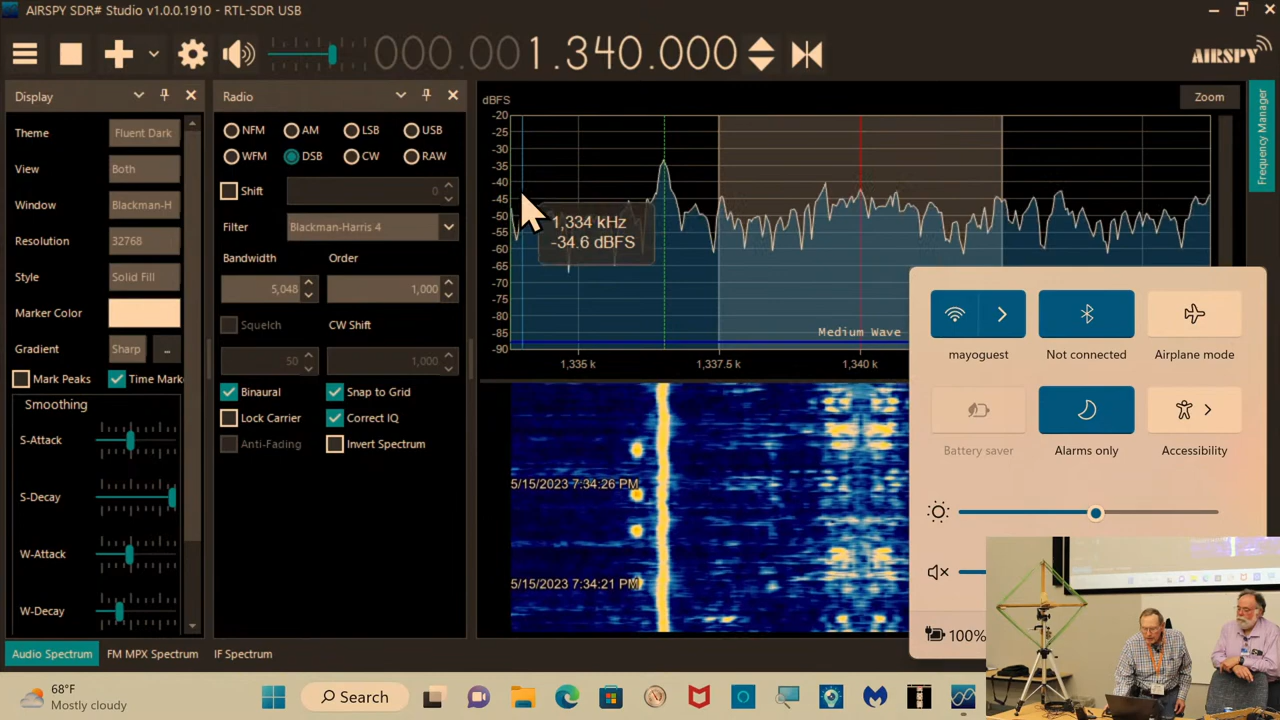 AIRSPY SDR# Studio v1.0.0.1910 - RTL-SDR USB
000.001.340.000
AIRSPY
Display
Theme
Fluent Dark
View
Both
Window
Blackman-H
Resolution
32768
Style
Solid Fill
Marker Color
Gradient
Sharp
Mark Peaks
Time Mark
Smoothing
S-Attack
S-Decay
W-Attack
W-Decay
Audio Spectrum
FM MPX Spectrum
IF Spectrum
Radio
NFM
AM
LSB
USB
WFM
DSB
CW
RAW
Shift
0
Filter
Blackman-Harris 4
Bandwidth
Order
5,048
1,000
Squelch
CW Shift
50
1,000
Binaural
Snap to Grid
Lock Carrier
Correct IQ
Anti-Fading
Invert Spectrum
dBFS
Zoom
-20
-25
-30
-35
-40
-45
-50
-55
-60
-65
-70
-75
-80
-85
-90
1,334 kHz
-34.6 dBFS
Medium Wave
1,335 k
1,337.5 k
1,340 k
5/15/2023 7:34:26 PM
5/15/2023 7:34:21 PM
Frequency Manager
mayoguest
Not connected
Airplane mode
Battery saver
Alarms only
Accessibility
100%
68°F
Mostly cloudy
Search